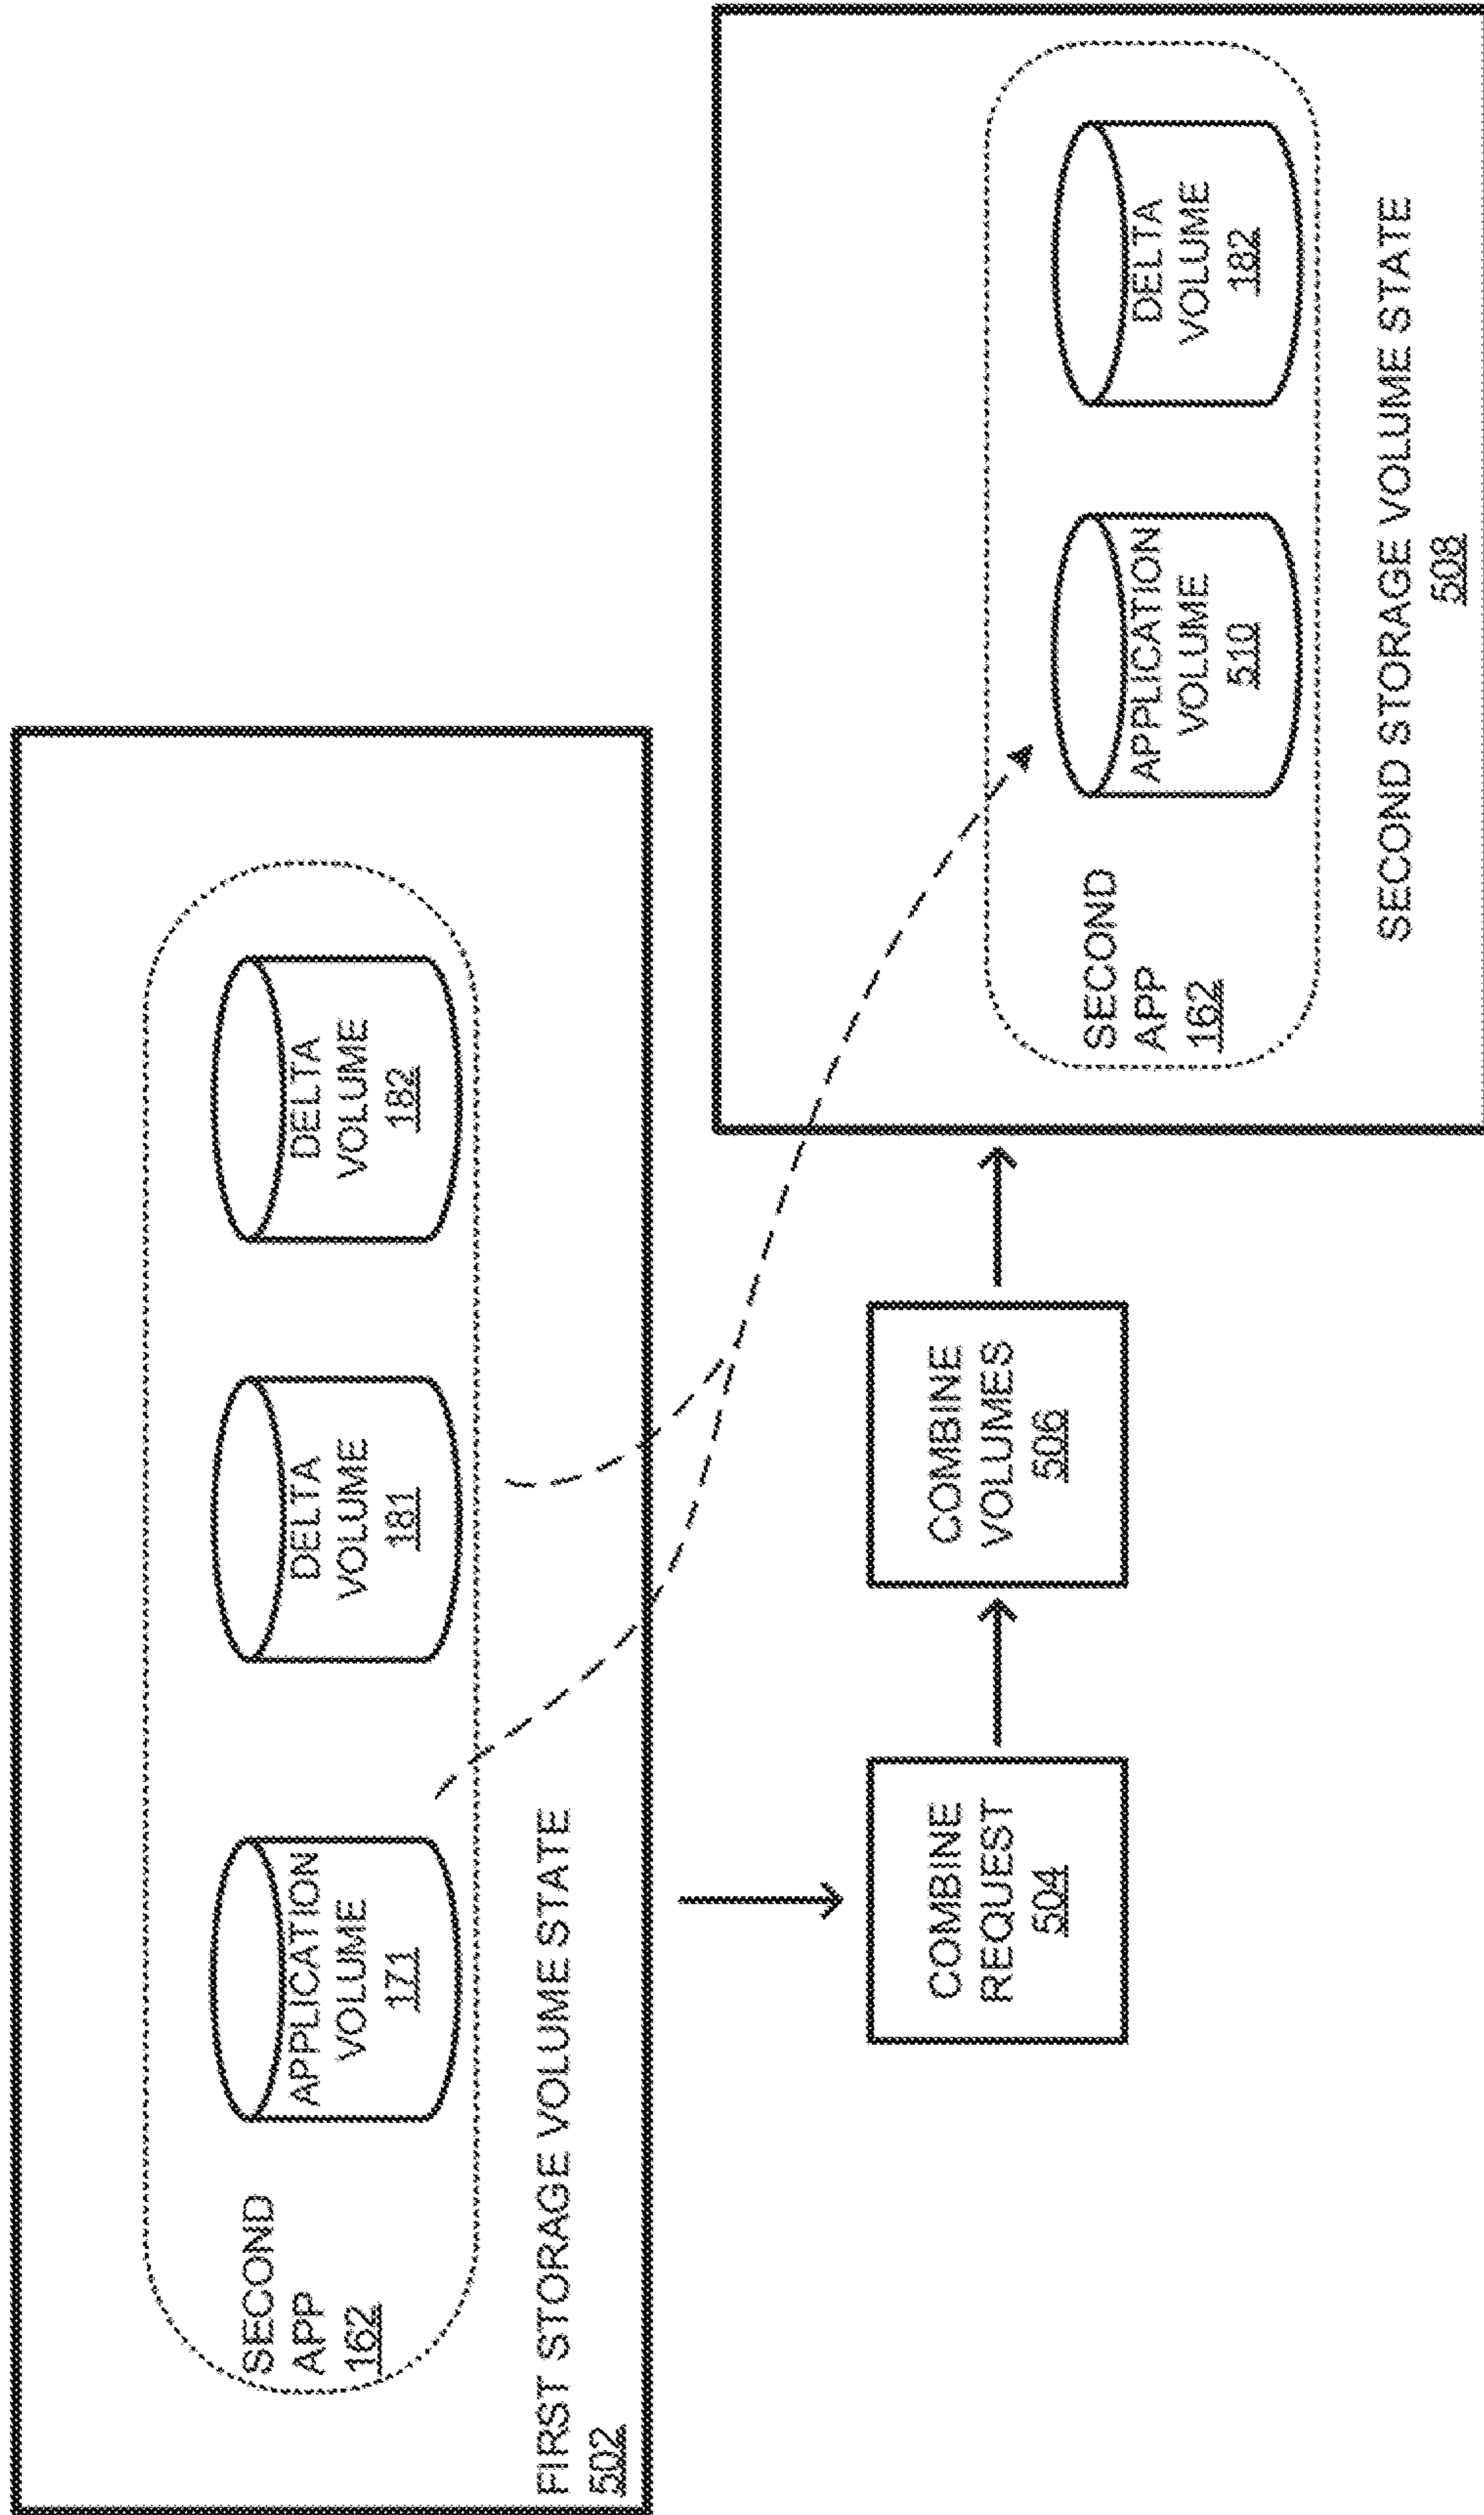 SECOND
APP
162
APPLICATION
VOLUME
171
DELTA
VOLUME
181
DELTA
VOLUME
182
FIRST STORAGE VOLUME STATE
502
COMBINE
REQUEST
504
COMBINE
VOLUMES
506
SECOND
APP
162
APPLICATION
VOLUME
510
DELTA
VOLUME
182
SECOND STORAGE VOLUME STATE
508